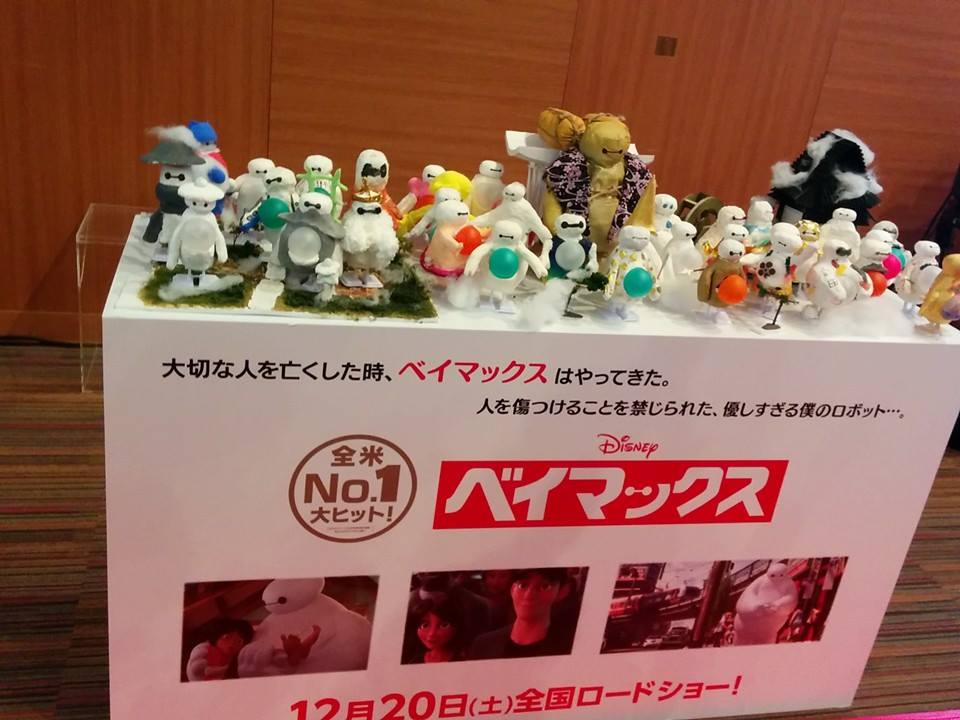 大切な人を亡くした時、ベイマックスはやってきた。
人を傷つけることを禁じられた、優しすぎる僕のロボット…。
全米
No.1
大ヒット!
Disney
ベイマックス
12月20日(土)全国ロードショー!